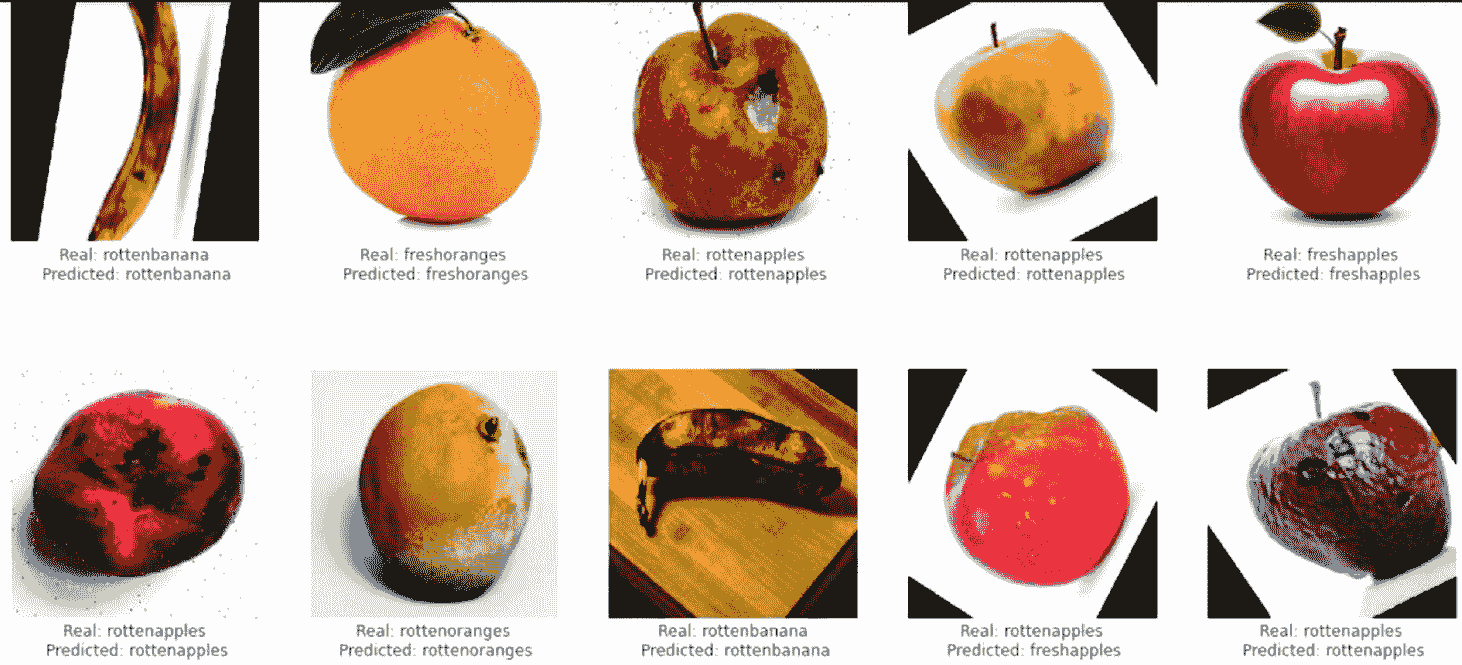 Real: rottenbanana
Predicted: rottenbanana
Real: freshoranges
Predicted: freshoranges
Real: rottenapples
Predicted: rottenapples
Real: rottenapples
Predicted: rottenapples
Real: freshapples
Predicted: freshapples
Real: rottenapples
Predicted: rottenapples
Real: rottenoranges
Predicted: rottenoranges
Real: rottenbanana
Predicted: rottenbanana
Real: rottenapples
Predicted: freshapples
Real: rottenapples
Predicted: rottenapples